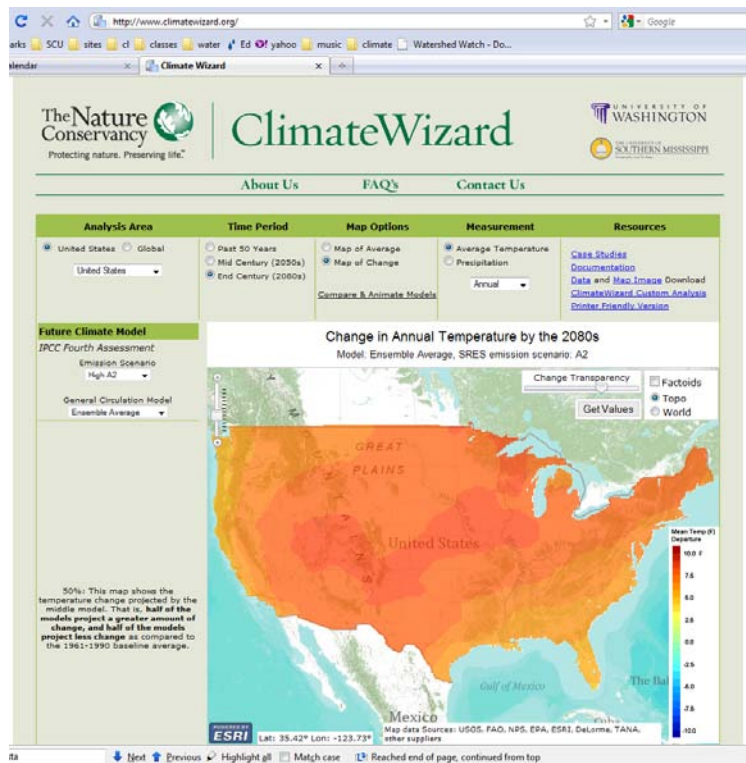 http://www.climatewizard.org/
Google
arks SCU sites cl classes water Ed yahoo music climate Watershed Watch - Do...
alendar Climate Wizard
The Nature Conservancy
Protecting nature. Preserving life.™
ClimateWizard
UNIVERSITY OF WASHINGTON
THE UNIVERSITY OF SOUTHERN MISSISSIPPI
About Us FAQ's Contact Us
Analysis Area Time Period Map Options Measurement Resources
United States Global
United States
Past 50 Years
Mid Century (2050s)
End Century (2080s)
Map of Average
Map of Change
Compare & Animate Models
Average Temperature
Precipitation
Annual
Case Studies
Documentation
Data and Map Image Download
ClimateWizard Custom Analysis
Printer Friendly Version
Future Climate Model
IPCC Fourth Assessment
Emission Scenario
High A2
General Circulation Model
Ensemble Average
50%: This map shows the
temperature change projected by the
middle model. That is, half of the
models project a greater amount of
change, and half of the models
project less change as compared to
the 1961-1990 baseline average.
Change in Annual Temperature by the 2080s
Model: Ensemble Average, SRES emission scenario: A2
Change Transparency
Get Values
Factoids
Topo
World
GREAT
PLAINS
United States
Gulf of Mexico
Mexico
Cuba
The Ba
Mean Temp (F)
Departure
10.0 F
7.5
5.0
2.5
0.0
-2.5
-5.0
-7.5
-10.0
POWERED BY
ESRI
Lat: 35.42° Lon: -123.73°
Map data Sources: USGS, FAO, NPS, EPA, ESRI, DeLorme, TANA,
other suppliers
ta Next Previous Highlight all Match case Reached end of page, continued from top